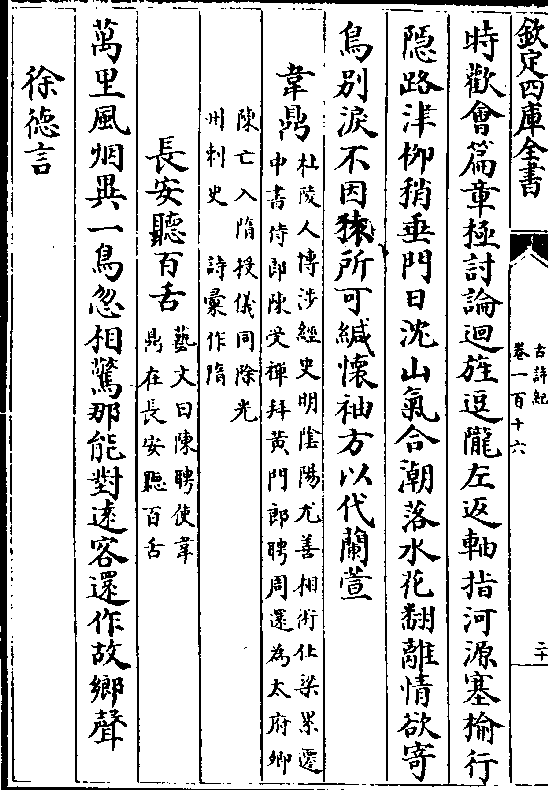 欽定四庫全書
古詩紀
卷一百十六
二十
時歡會篇章極討論迴旌逗隴左返軸指河源塞榆行
隠路津柳稍垂門日沈山氣合潮落水花翻離情欲寄
鳥别淚不因猿所可緘懐袖方以代蘭萱
韋鼎
杜陵人博涉經史明陰陽尤善相術仕梁累遷
中書侍郎陳受禪拜黄門郎聘周還為太府卿
陳亡入隋授儀同除光
州刺史　詩彚作隋
長安聽百舌
藝文曰陳聘使韋
鼎在長安聽百舌
萬里風烟異一鳥忽相驚那能對逺客還作故鄉聲
徐徳言